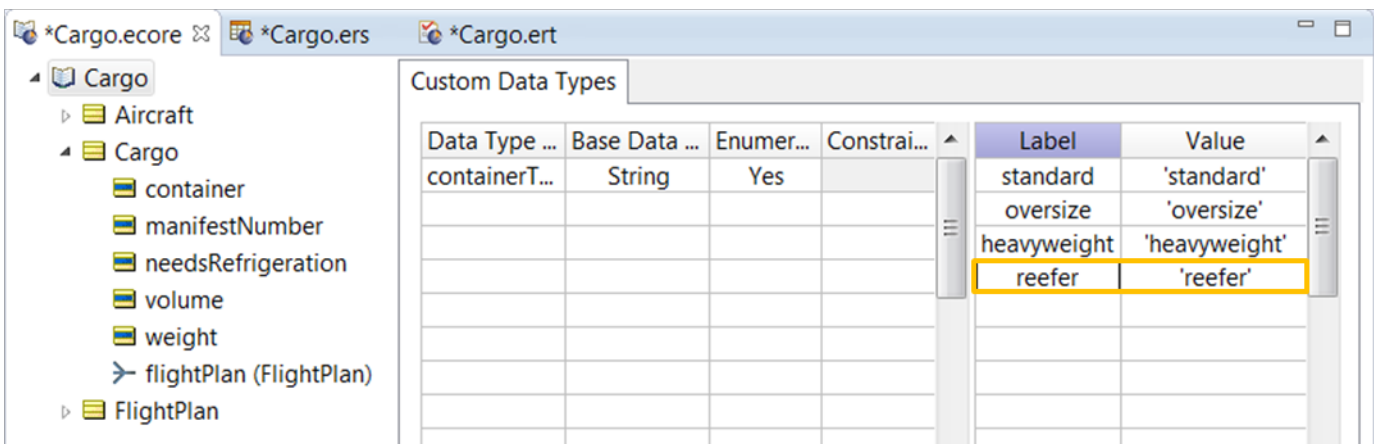 *Cargo.ecore *Cargo.ers *Cargo.ert
Cargo
Aircraft
Cargo
container
manifestNumber
needsRefrigeration
volume
weight
flightPlan (FlightPlan)
FlightPlan
Custom Data Types
Data Type ... Base Data ... Enumer... Constrai...
containerT... String Yes
Label Value
standard 'standard'
oversize 'oversize'
heavyweight 'heavyweight'
reefer 'reefer'